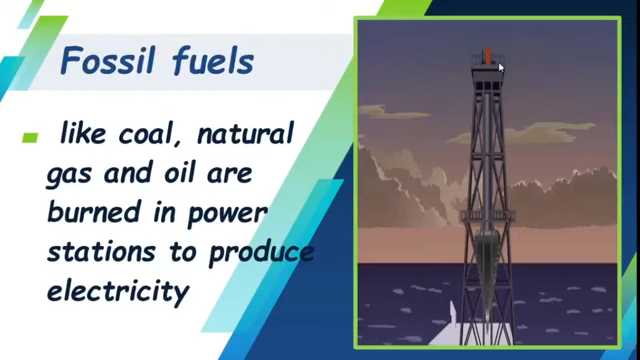 Fossil fuels
like coal, natural
gas and oil are
burned in power
stations to produce
electricity